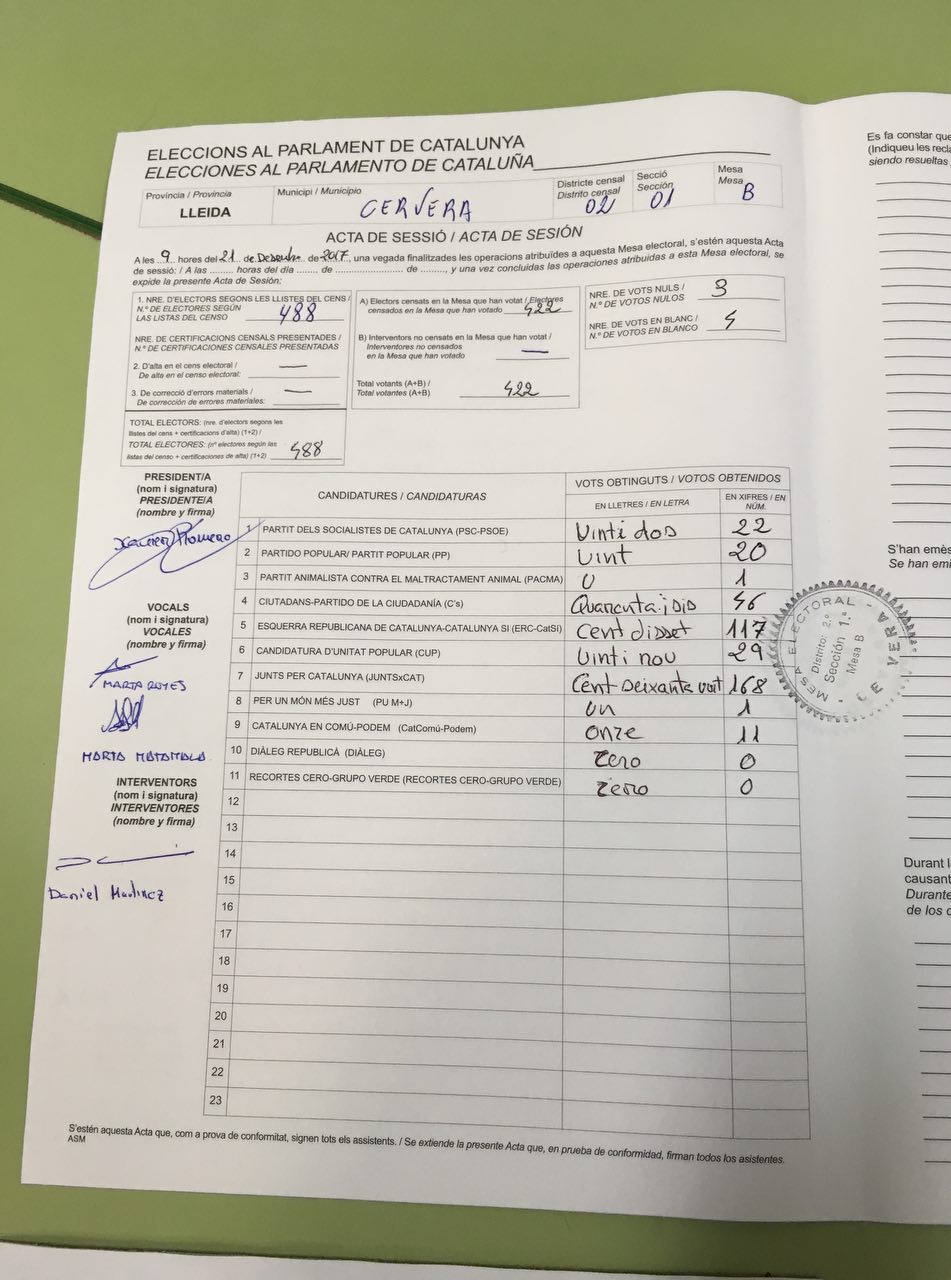 ELECCIONS AL PARLAMENT DE CATALUNYA
ELECCIONES AL PARLAMENTO DE CATALUÑA
Província / Provincia
LLEIDA
Municipi / Municipio
CERVERA
Districte censal
Distrito censal
02
Secció
Sección
01
Mesa
Mesa
B
ACTA DE SESSIÓ / ACTA DE SESIÓN
A les 9 hores del 21 de Desembre de 2017, una vegada finalitzades les operacions atribuïdes a aquesta Mesa electoral, s'estén aquesta Acta
de sessió: / A las ......... horas del día ......... de ......................... de ........, y una vez concluidas las operaciones atribuidas a esta Mesa electoral, se
expide la presente Acta de Sesión:
1. NRE. D'ELECTORS SEGONS LES LLISTES DEL CENS /
N.º DE ELECTORES SEGÚN
LAS LISTAS DEL CENSO 488
NRE. DE CERTIFICACIONS CENSALS PRESENTADES /
N.º DE CERTIFICACIONES CENSALES PRESENTADAS
2. D'alta en el cens electoral / —
De alta en el censo electoral:
3. De correcció d'errors materials / —
De corrección de errores materiales:
TOTAL ELECTORS: (nre. d'electors segons les
llistes del cens + certificacions d'alta) (1+2) /
TOTAL ELECTORES: (nº electores según las
listas del censo + certificaciones de alta) (1+2) 488
A) Electors censats en la Mesa que han votat / Electores
censados en la Mesa que han votado 422
B) Interventors no censats en la Mesa que han votat /
Interventores no censados
en la Mesa que han votado —
Total votants (A+B) /
Total votantes (A+B) 422
NRE. DE VOTS NULS /
N.º DE VOTOS NULOS 3
NRE. DE VOTS EN BLANC /
N.º DE VOTOS EN BLANCO 4
PRESIDENT/A
(nom i signatura)
PRESIDENTE/A
(nombre y firma)
Xavier Romero
VOCALS
(nom i signatura)
VOCALES
(nombre y firma)
MARTA ROYES
MARTA MATAMALA
INTERVENTORS
(nom i signatura)
INTERVENTORES
(nombre y firma)
Daniel Martinez
CANDIDATURES / CANDIDATURAS
VOTS OBTINGUTS / VOTOS OBTENIDOS
EN LLETRES / EN LETRA
EN XIFRES / EN
NÚM.
1 PARTIT DELS SOCIALISTES DE CATALUNYA (PSC-PSOE) Vinti dos 22
2 PARTIDO POPULAR/ PARTIT POPULAR (PP) Vint 20
3 PARTIT ANIMALISTA CONTRA EL MALTRACTAMENT ANIMAL (PACMA) U 1
4 CIUTADANS-PARTIDO DE LA CIUDADANÍA (C's) Quaranta i sis 46
5 ESQUERRA REPUBLICANA DE CATALUNYA-CATALUNYA SI (ERC-CatSI) Cent disset 117
6 CANDIDATURA D'UNITAT POPULAR (CUP) Vinti nou 29
7 JUNTS PER CATALUNYA (JUNTSxCAT) Cent Seixanta vuit 168
8 PER UN MÓN MÉS JUST (PU M+J) un 1
9 CATALUNYA EN COMÚ-PODEM (CatComú-Podem) onze 11
10 DIÀLEG REPUBLICÀ (DIÀLEG) Zero 0
11 RECORTES CERO-GRUPO VERDE (RECORTES CERO-GRUPO VERDE) Zero 0
12
13
14
15
16
17
18
19
20
21
22
23
MESA ELECTORAL - CE VERA
Distrito: 2.º
Sección 1.ª
Mesa B
S'estén aquesta Acta que, com a prova de conformitat, signen tots els assistents. / Se extiende la presente Acta que, en prueba de conformidad, firman todos los asistentes.
ASM
Es fa constar que
(Indiqueu les recla
siendo resueltas
S'han emès
Se han emi
Durant l
causant
Durante
de los c